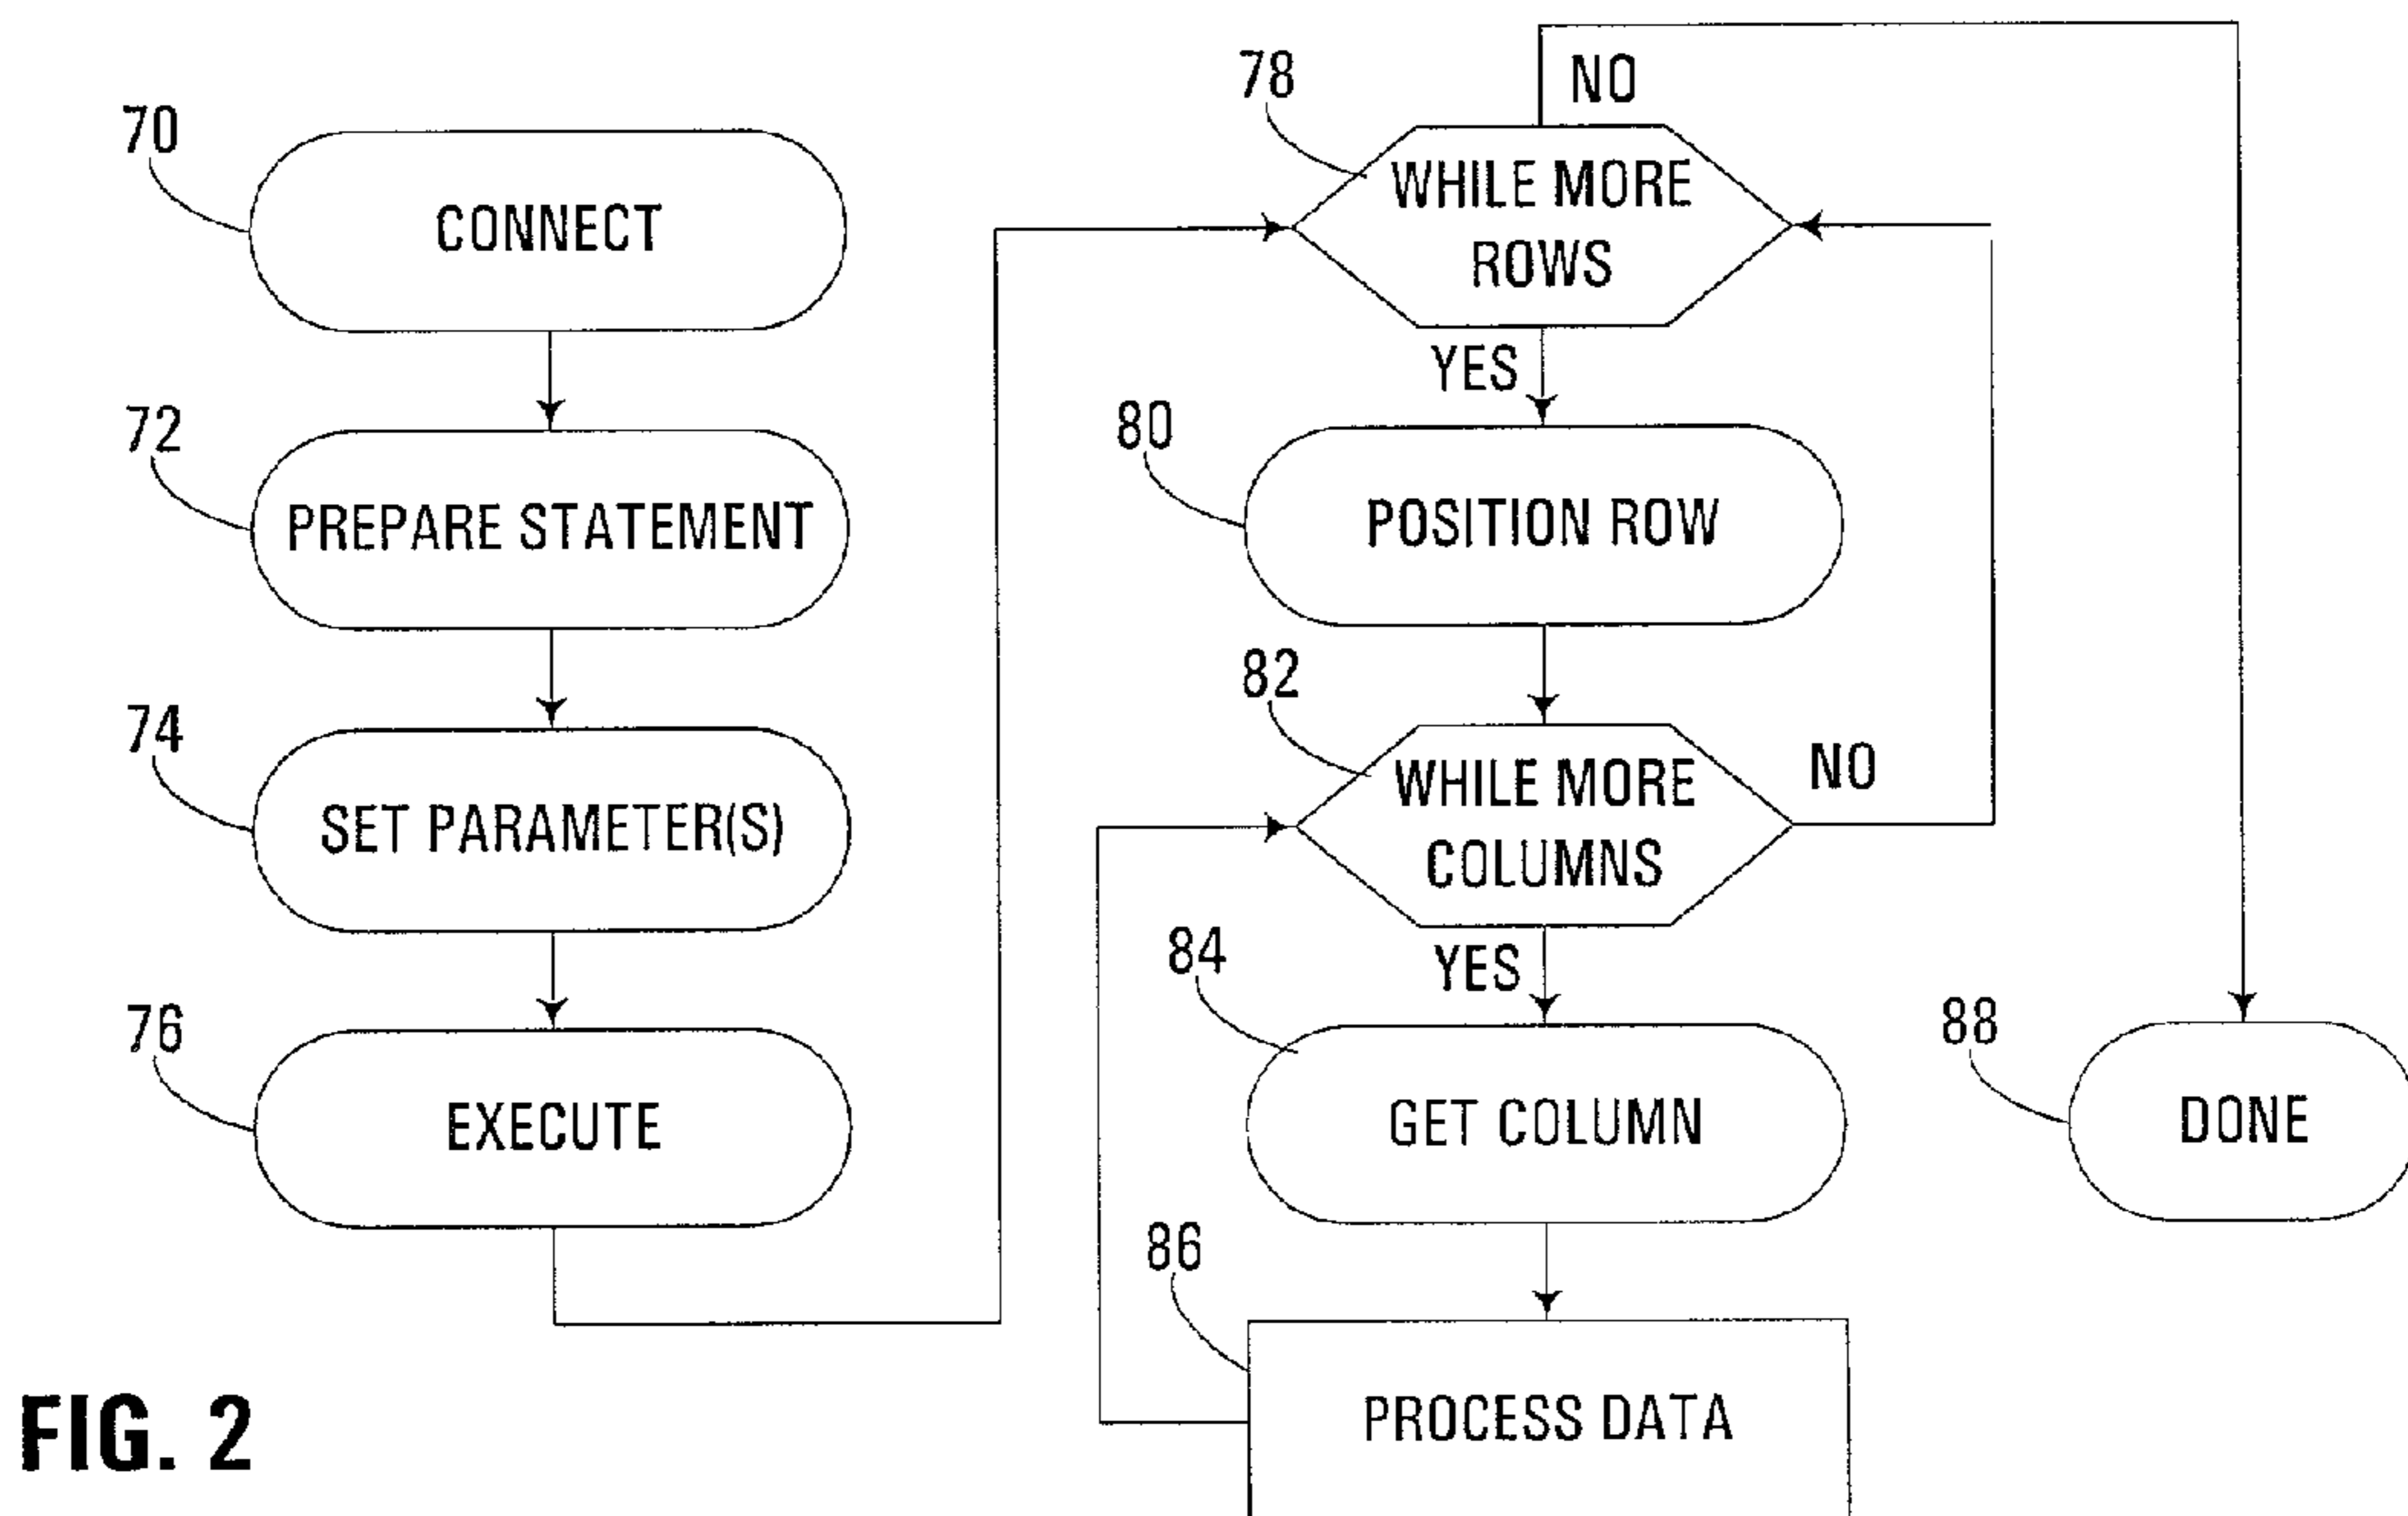 70
CONNECT
72
PREPARE STATEMENT
74
SET PARAMETER(S)
76
EXECUTE
78
NO
WHILE MORE
ROWS
YES
80
POSITION ROW
82
WHILE MORE
COLUMNS
NO
YES
84
GET COLUMN
86
PROCESS DATA
88
DONE
FIG. 2